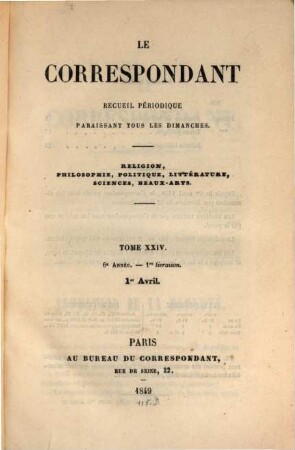 LE
CORRESPONDANT
RECUEIL PÉRIODIQUE
PARAISSANT TOUS LES DIMANCHES.
RELIGION,
PHILOSOPHIE, POLITIQUE, LITTÉRATURE,
SCIENCES, BEAUX-ARTS.
TOME XXIV.
6e ANNÉE. — 1re livraison.
1er Avril.
PARIS
AU BUREAU DU CORRESPONDANT,
RUE DE SEINE, 12.
1849